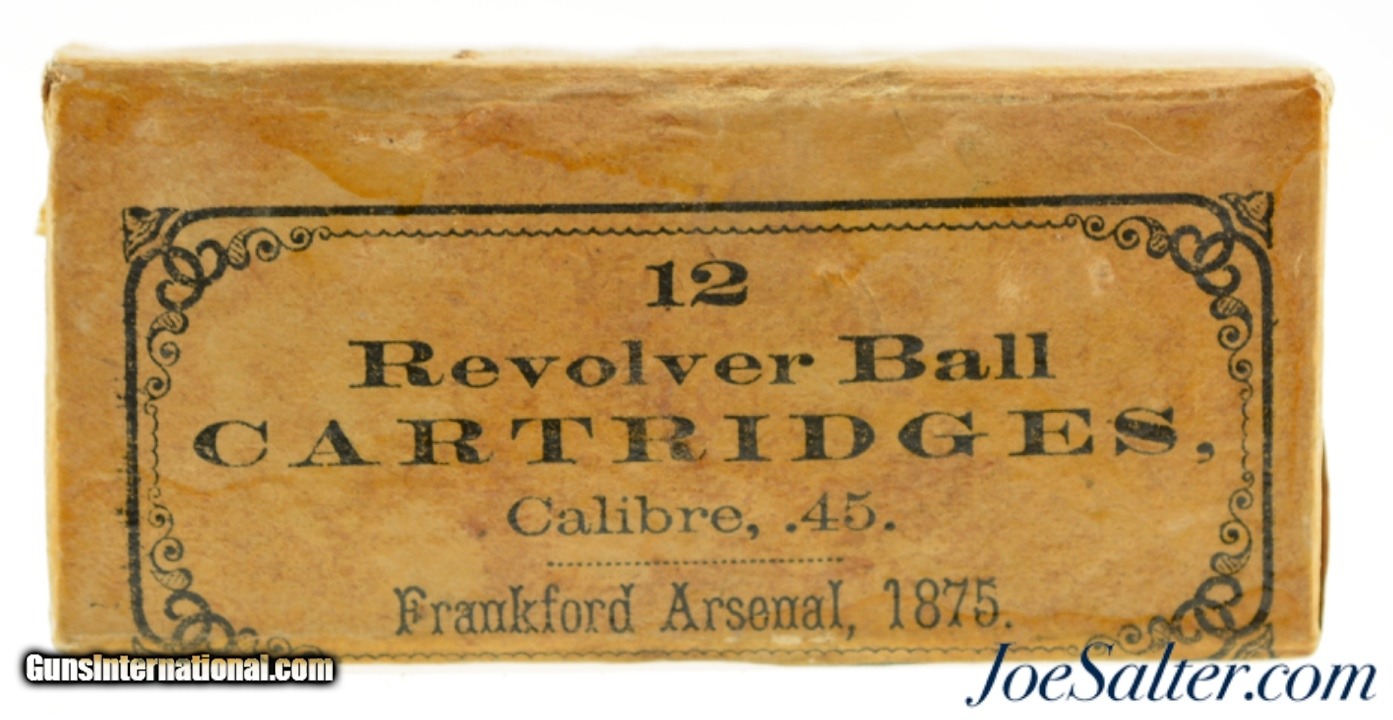 12
Revolver Ball
CARTRIDGES,
Calibre, .45.
Frankford Arsenal, 1875.
GunsInternational.com
JoeSalter.com